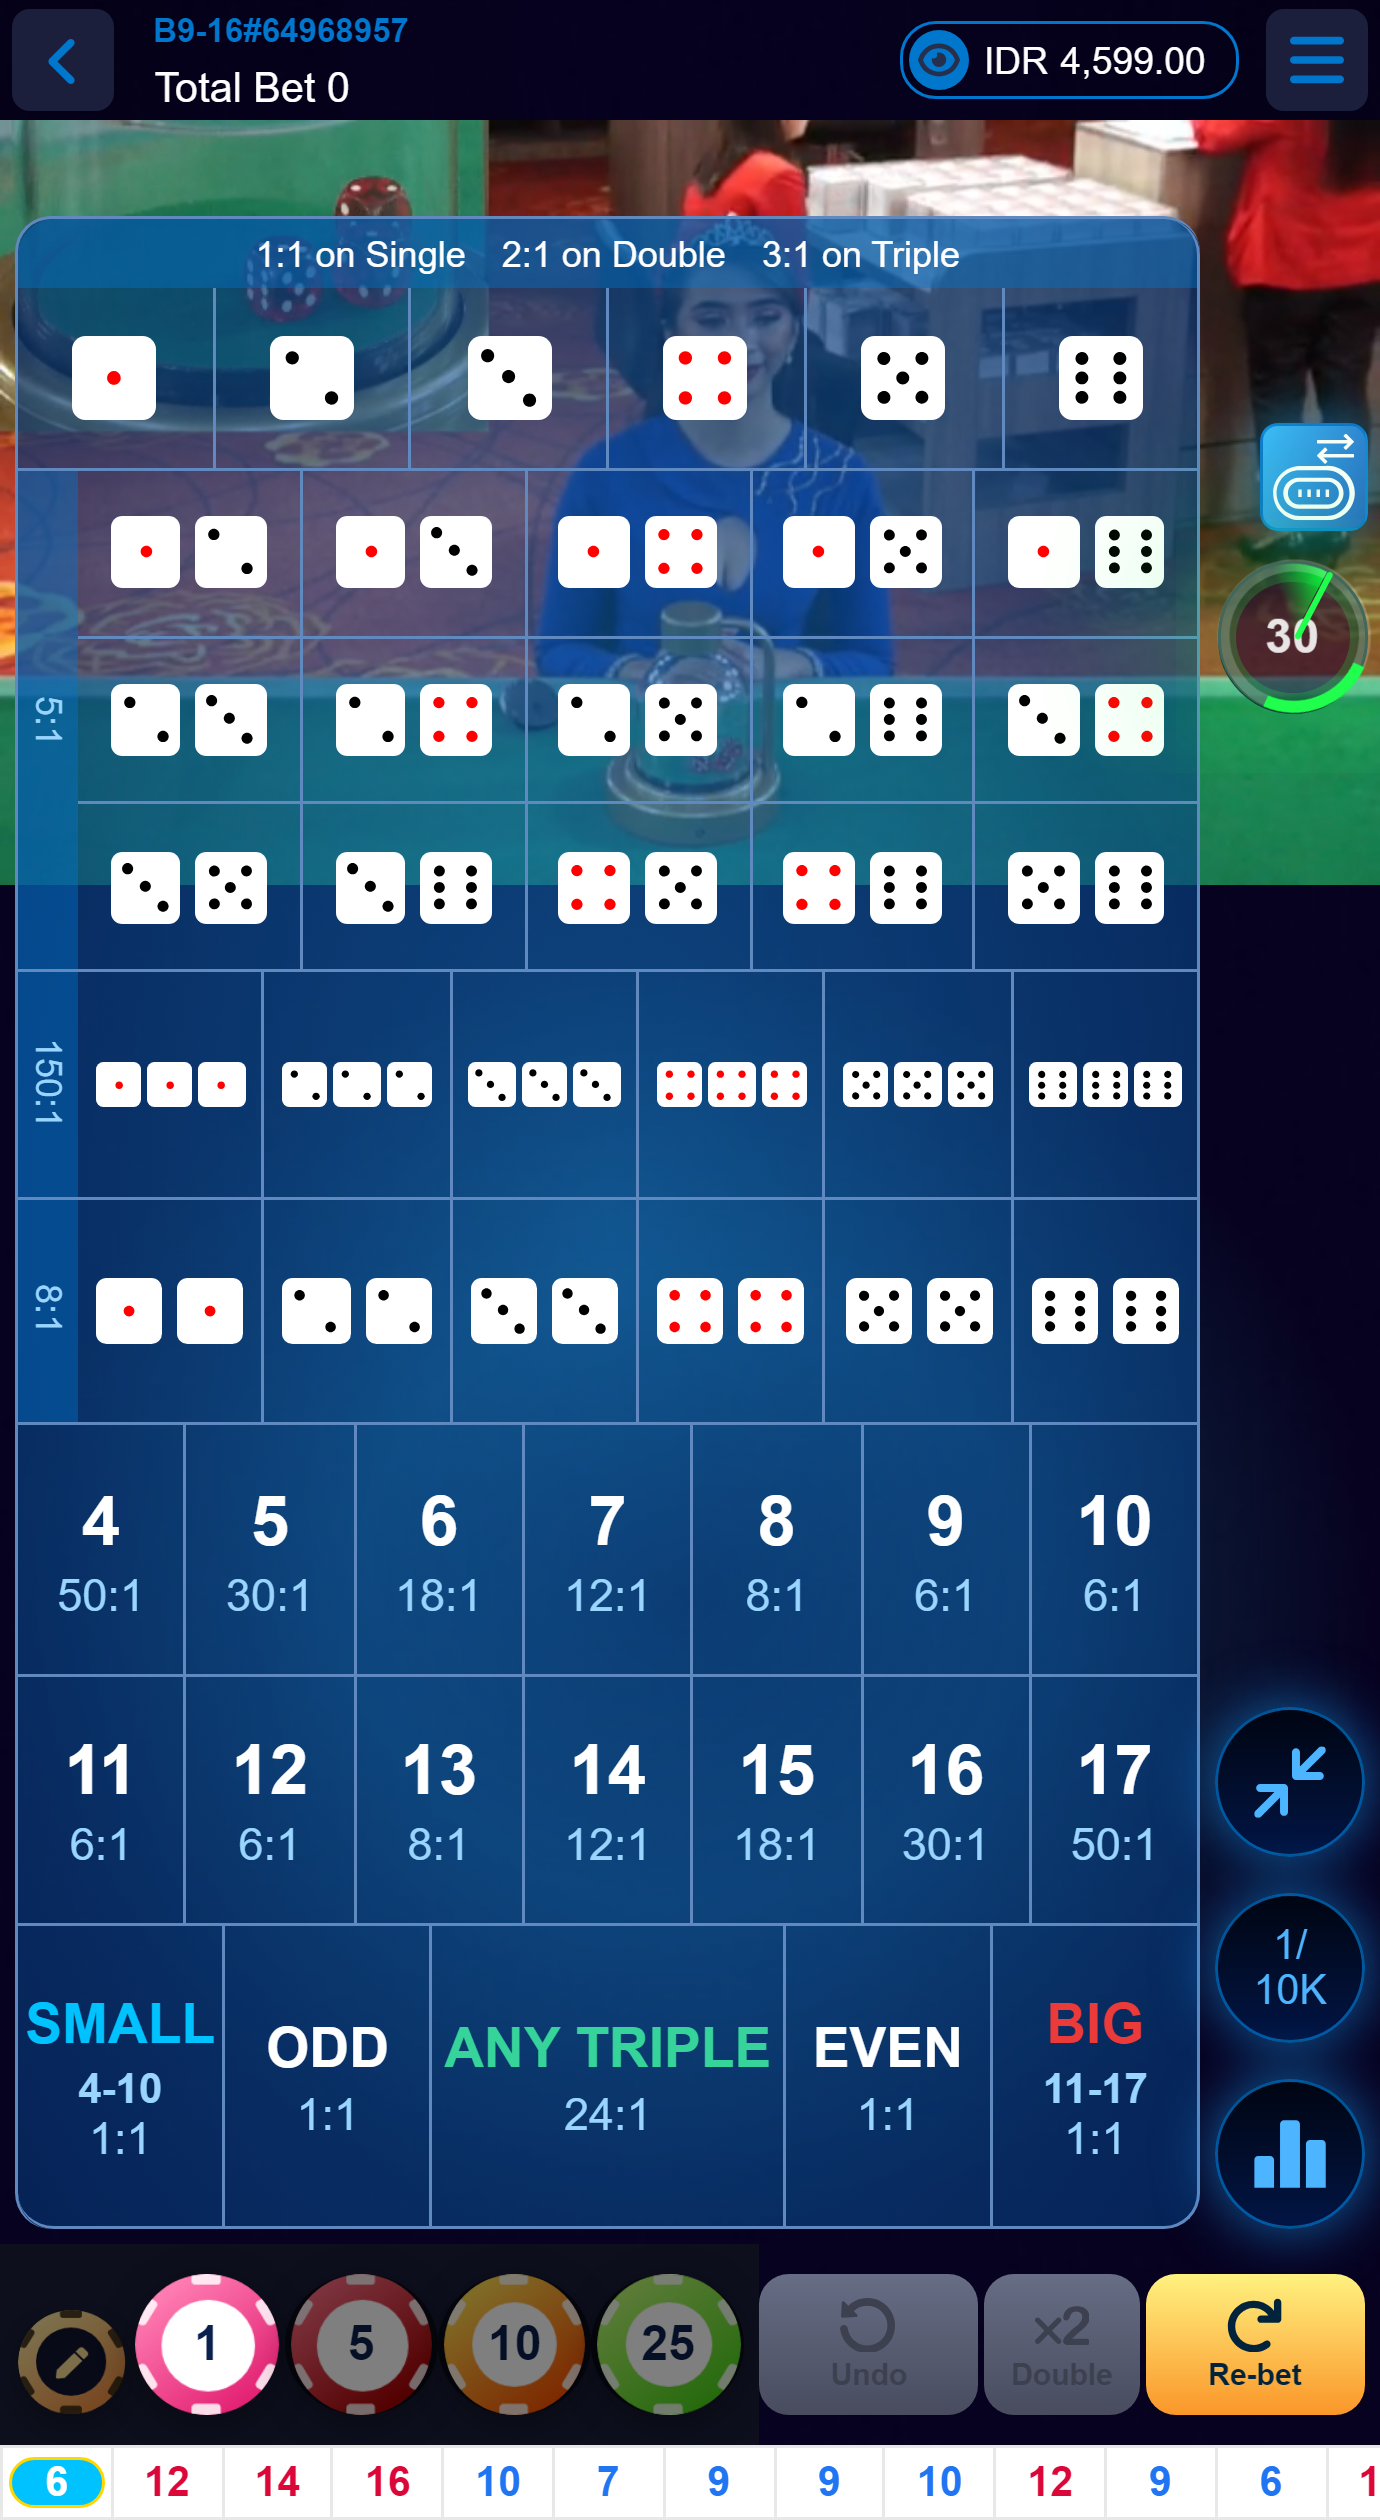 B9-16#64968957
Total Bet 0
IDR 4,599.00
1:1 on Single 2:1 on Double 3:1 on Triple
30
5:1
150:1
8:1
4 5 6 7 8 9 10
50:1 30:1 18:1 12:1 8:1 6:1 6:1
11 12 13 14 15 16 17
6:1 6:1 8:1 12:1 18:1 30:1 50:1
SMALL
4-10
1:1
ODD
1:1
ANY TRIPLE
24:1
EVEN
1:1
BIG
11-17
1:1
1/
10K
1 5 10 25
Undo
x2
Double
Re-bet
6 12 14 16 10 7 9 9 10 12 9 6